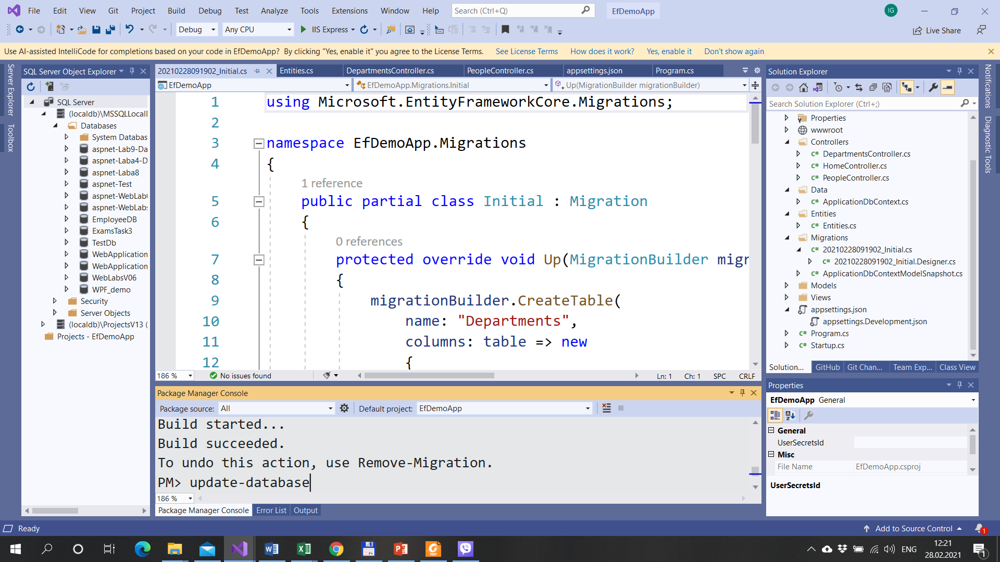 File Edit View Git Project Build Debug Test Analyze Tools Extensions Window Help Search (Ctrl+Q) EfDemoApp IG
Debug Any CPU IIS Express Live Share
Use AI-assisted IntelliCode for completions based on your code in EfDemoApp? By clicking "Yes, enable it" you agree to the License Terms. See License Terms How does it work? Yes, enable it Don't show again
Server Explorer
Toolbox
SQL Server Object Explorer
SQL Server
(localdb)\MSSQLLocall
Databases
System Databas
aspnet-Lab9-Da
aspnet-Laba4-D
aspnet-Laba8
aspnet-Test
aspnet-WebLab
aspnet-WebLabs
EmployeeDB
ExamsTask3
TestDb
WebApplication
WebApplication
WebLabsV06
WPF_demo
Security
Server Objects
(localdb)\ProjectsV13 (
Projects - EfDemoApp
20210228091902_Initial.cs Entities.cs DepartmentsController.cs PeopleController.cs appsettings.json Program.cs
EfDemoApp EfDemoApp.Migrations.Initial Up(MigrationBuilder migrationBuilder)
1 using Microsoft.EntityFrameworkCore.Migrations;
2
3 namespace EfDemoApp.Migrations
4 {
1 reference
5 public partial class Initial : Migration
6 {
0 references
7 protected override void Up(MigrationBuilder migr
8 {
9 migrationBuilder.CreateTable(
10 name: "Departments",
11 columns: table => new
12 {
186 % No issues found Ln: 1 Ch: 1 SPC CRLF
Package Manager Console
Package source: All Default project: EfDemoApp
Build started...
Build succeeded.
To undo this action, use Remove-Migration.
PM> update-database
186 %
Package Manager Console Error List Output
Solution Explorer
Search Solution Explorer (Ctrl+;)
Properties
wwwroot
Controllers
C# DepartmentsController.cs
C# HomeController.cs
C# PeopleController.cs
Data
C# ApplicationDbContext.cs
Entities
C# Entities.cs
Migrations
C# 20210228091902_Initial.cs
C# 20210228091902_Initial.Designer.cs
C# ApplicationDbContextModelSnapshot.cs
Models
Views
appsettings.json
appsettings.Development.json
C# Program.cs
C# Startup.cs
Solution... GitHub Git Chan... Team Exp... Class View
Properties
EfDemoApp General
General
UserSecretsId
Misc
File Name EfDemoApp.csproj
UserSecretsId
Notifications
Diagnostic Tools
Ready Add to Source Control 1
64 PDF ENG 12:21
28.02.2021 1